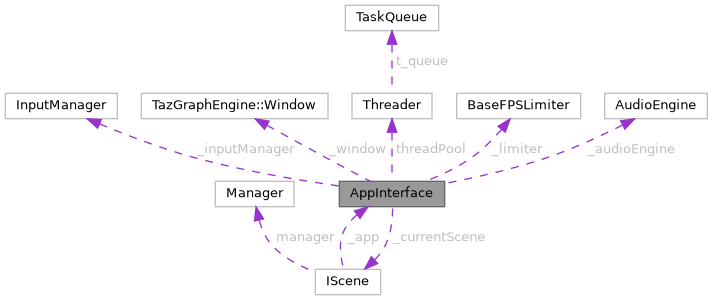 TaskQueue
t_queue
InputManager
TazGraphEngine::Window
Threader
BaseFPSLimiter
AudioEngine
_inputManager
_window
threadPool
_limiter
_audioEngine
Manager
AppInterface
manager
_app
_currentScene
IScene